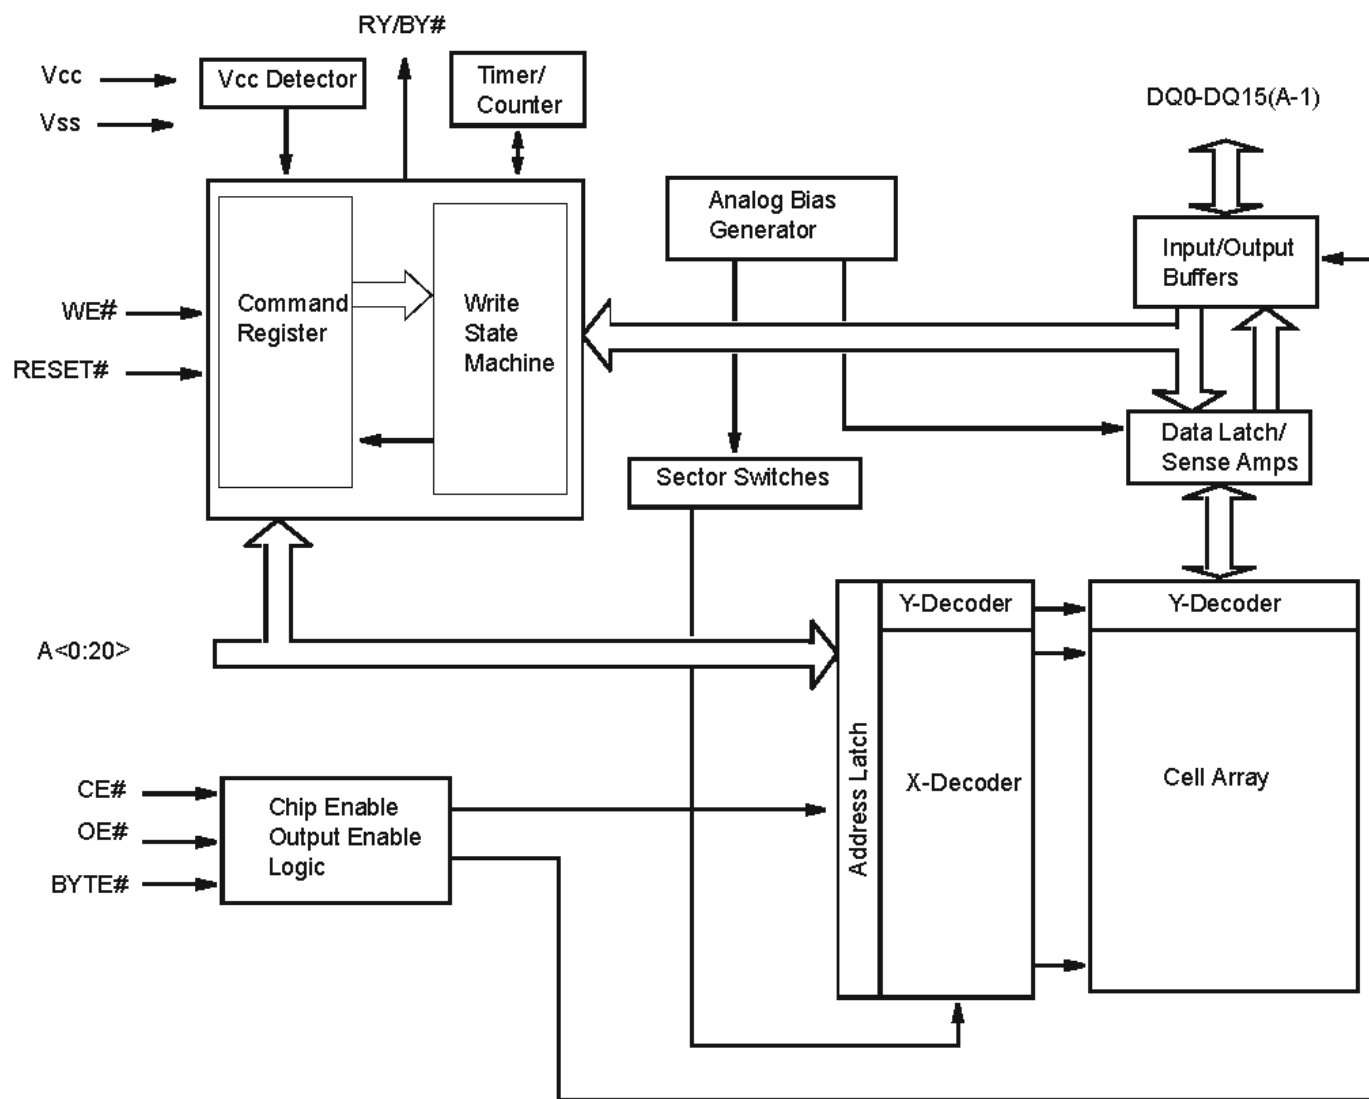 RY/BY#
Vcc
Vss
Vcc Detector
Timer/
Counter
DQ0-DQ15(A-1)
Analog Bias
Generator
Input/Output
Buffers
WE#
RESET#
Command
Register
Write
State
Machine
Data Latch/
Sense Amps
Sector Switches
Y-Decoder
Y-Decoder
A<0:20>
Address Latch
X-Decoder
Cell Array
CE#
OE#
BYTE#
Chip Enable
Output Enable
Logic